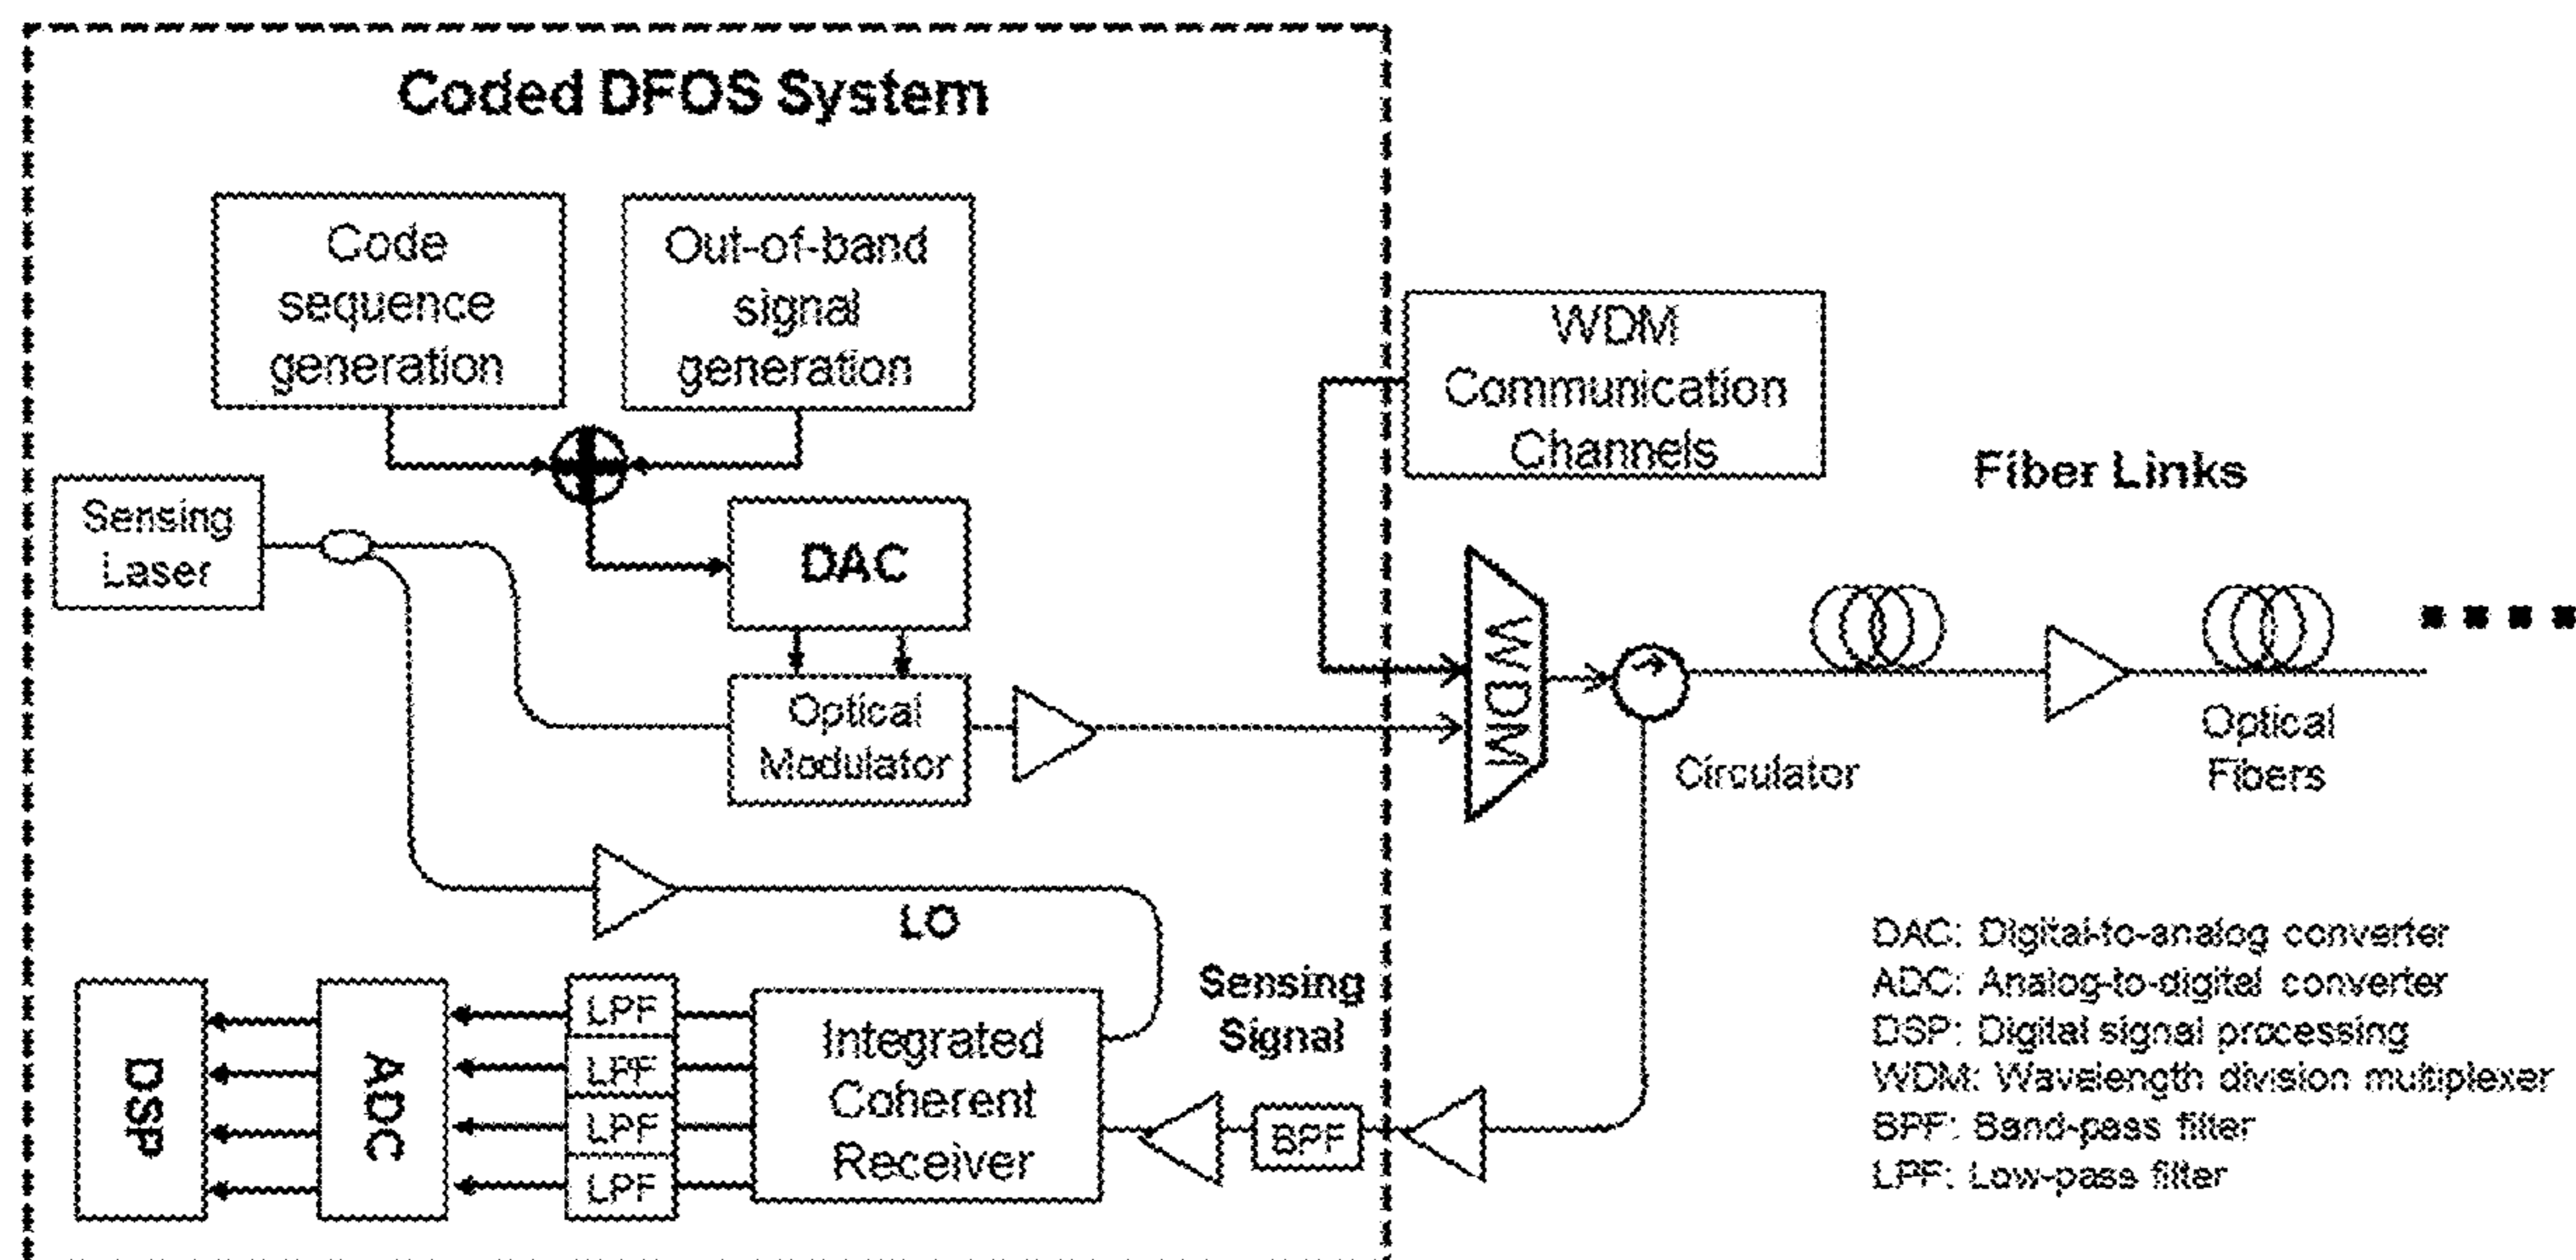 Coded DFOS System
Code
sequence
generation
Out-of-band
signal
generation
WDM
Communication
Channels
Fiber Links
Sensing
Laser
DAC
WDM
Optical
Modulator
Circulator
Optical
Fibers
LO
Sensing
Signal
DSP
ADC
LPF
LPF
LPF
LPF
Integrated
Coherent
Receiver
BPF
DAC: Digital-to-analog converter
ADC: Analog-to-digital converter
DSP: Digital signal processing
WDM: Wavelength division multiplexer
BPF: Band-pass filter
LPF: Low-pass filter